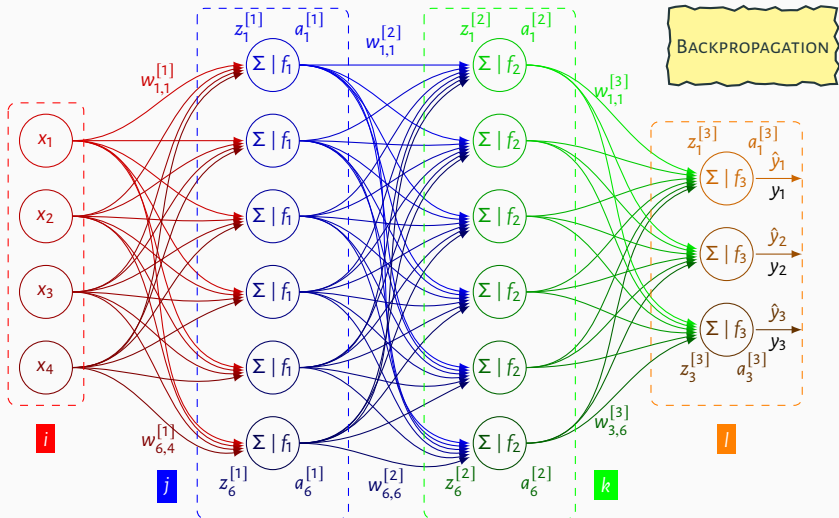 z₁^[1] a₁^[1]
w₁,₁^[2]
z₁^[2] a₁^[2]
BACKPROPAGATION
w₁,₁^[1]
Σ | f₁
Σ | f₂
w₁,₁^[3]
x₁
Σ | f₁
Σ | f₂
z₁^[3] a₁^[3]
Σ | f₃
ŷ₁
y₁
x₂
Σ | f₁
Σ | f₂
Σ | f₃
ŷ₂
y₂
x₃
Σ | f₁
Σ | f₂
Σ | f₃
ŷ₃
y₃
z₃^[3] a₃^[3]
x₄
Σ | f₁
Σ | f₂
w₆,₄^[1]
Σ | f₁
Σ | f₂
w₃,₆^[3]
i
l
z₆^[1] a₆^[1]
w₆,₆^[2]
z₆^[2] a₆^[2]
j
k